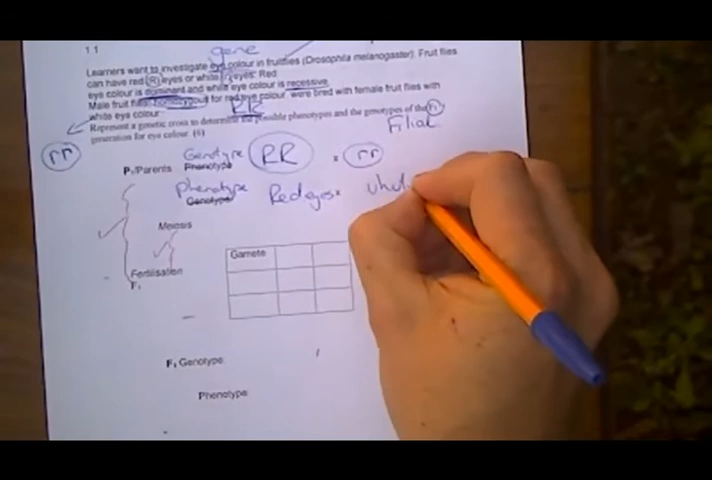 1.1
gene
Learners want to investigate eye colour in fruitflies (Drosophila melanogaster). Fruit flies
can have red (R) eyes or white (r) eyes. Red
eye colour is dominant and white eye colour is recessive.
Male fruit flies homozygous for red eye colour, were bred with female fruit flies with
RR
white eye colour
Represent a genetic cross to determine the possible phenotypes and the genotypes of the F1
Filial
generation for eye colour. (6)
rr
Genotype
P1/Parents Phenotype RR x rr
Phenotype
Genotype Red eyes x
Meiosis
Gamete
Fertilisation
F1
F1 Genotype:
Phenotype: